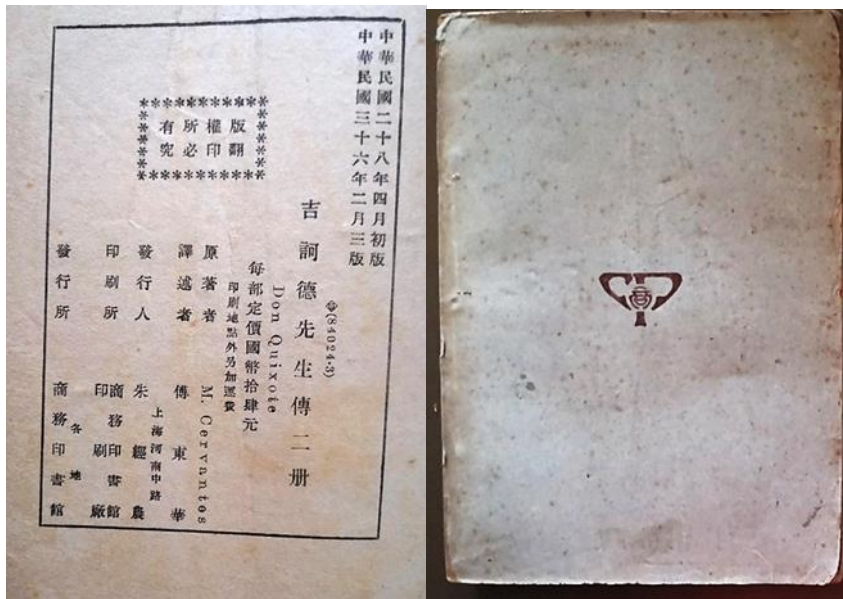 中華民國二十八年四月初版
中華民國三十六年二月三版
(84024·3)
吉訶德先生傳二册
Don Quixote
每部定價國幣拾肆元
印刷地點外另加運費
版權所有
翻印必究
原著者 M. Cervantes
譯述者 傅東華
發行人 朱經農
上海河南中路
印刷所 商務印書館印刷廠
發行所 商務印書館
各地